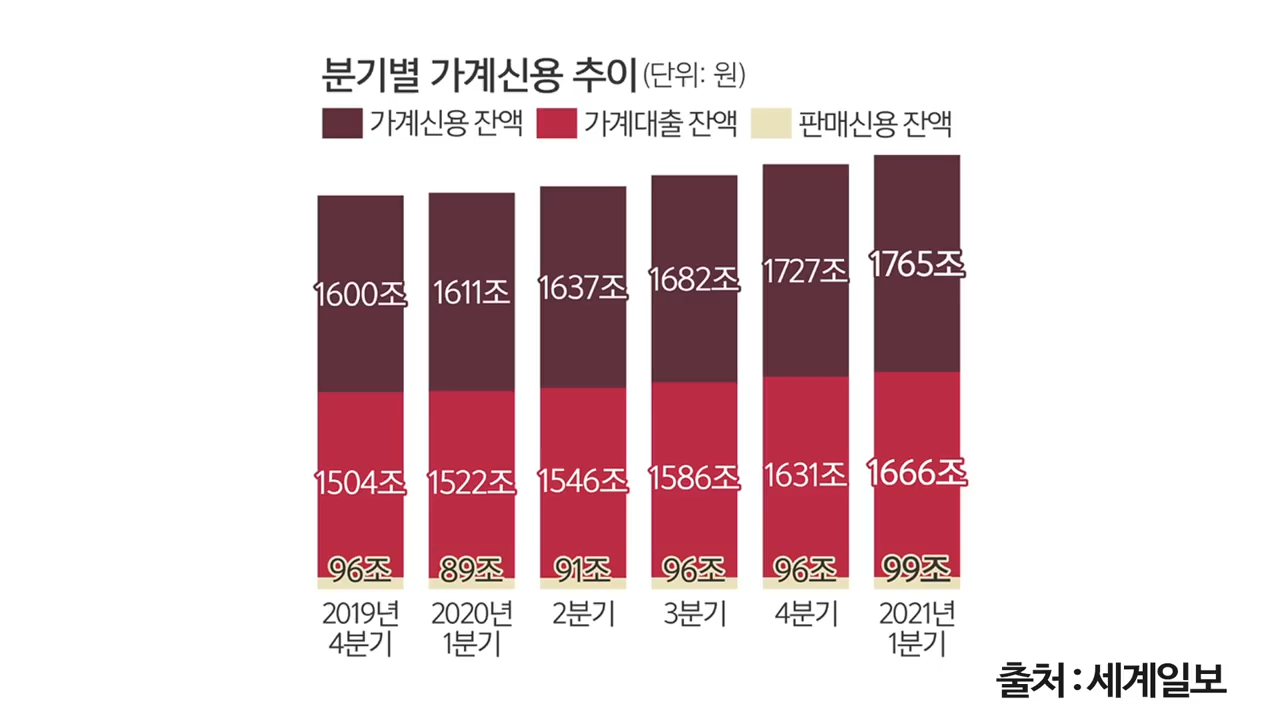 분기별 가계신용 추이(단위: 원)
가계신용 잔액 가계대출 잔액 판매신용 잔액
1600조 1611조 1637조 1682조 1727조 1765조
1504조 1522조 1546조 1586조 1631조 1666조
96조 89조 91조 96조 96조 99조
2019년 2020년 2분기 3분기 4분기 2021년
4분기 1분기 1분기
출처 : 세계일보